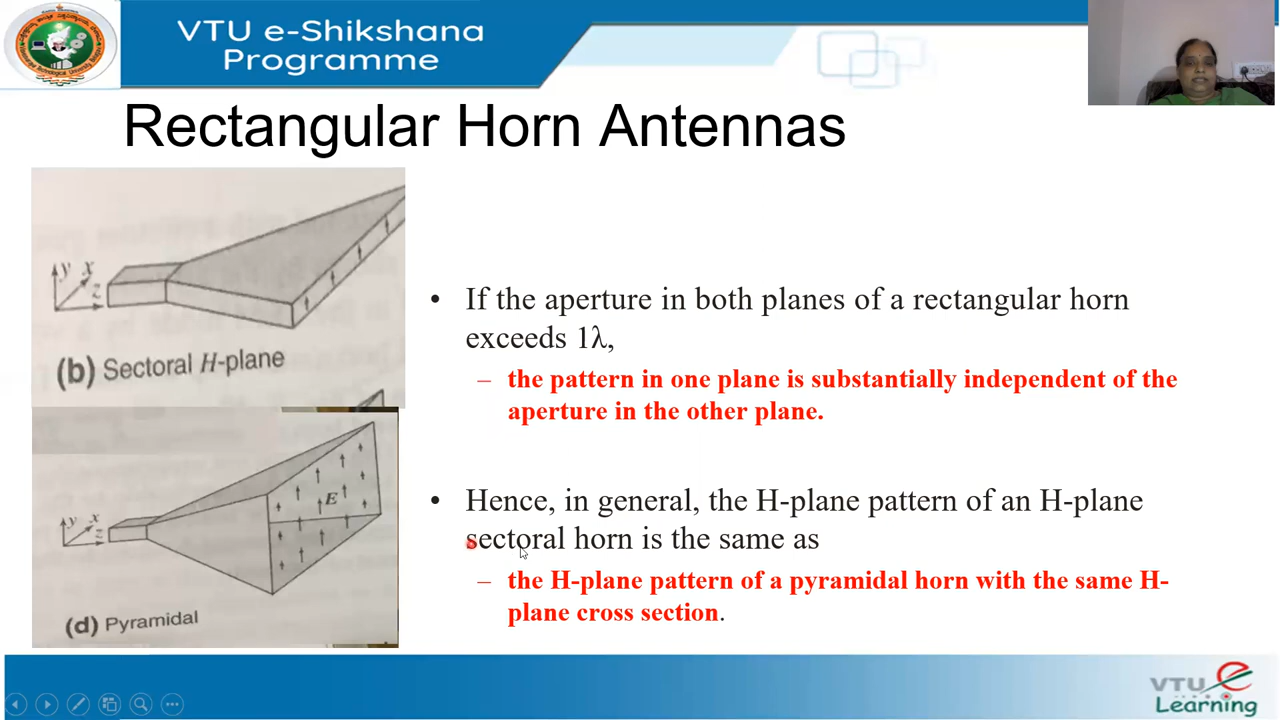 VTU e-Shikshana
Programme
Rectangular Horn Antennas
y x
z
(b) Sectoral H-plane
y x
z
E
(d) Pyramidal
• If the aperture in both planes of a rectangular horn
exceeds 1λ,
– the pattern in one plane is substantially independent of the
aperture in the other plane.
• Hence, in general, the H-plane pattern of an H-plane
sectoral horn is the same as
– the H-plane pattern of a pyramidal horn with the same H-
plane cross section.
VTU e
Learning